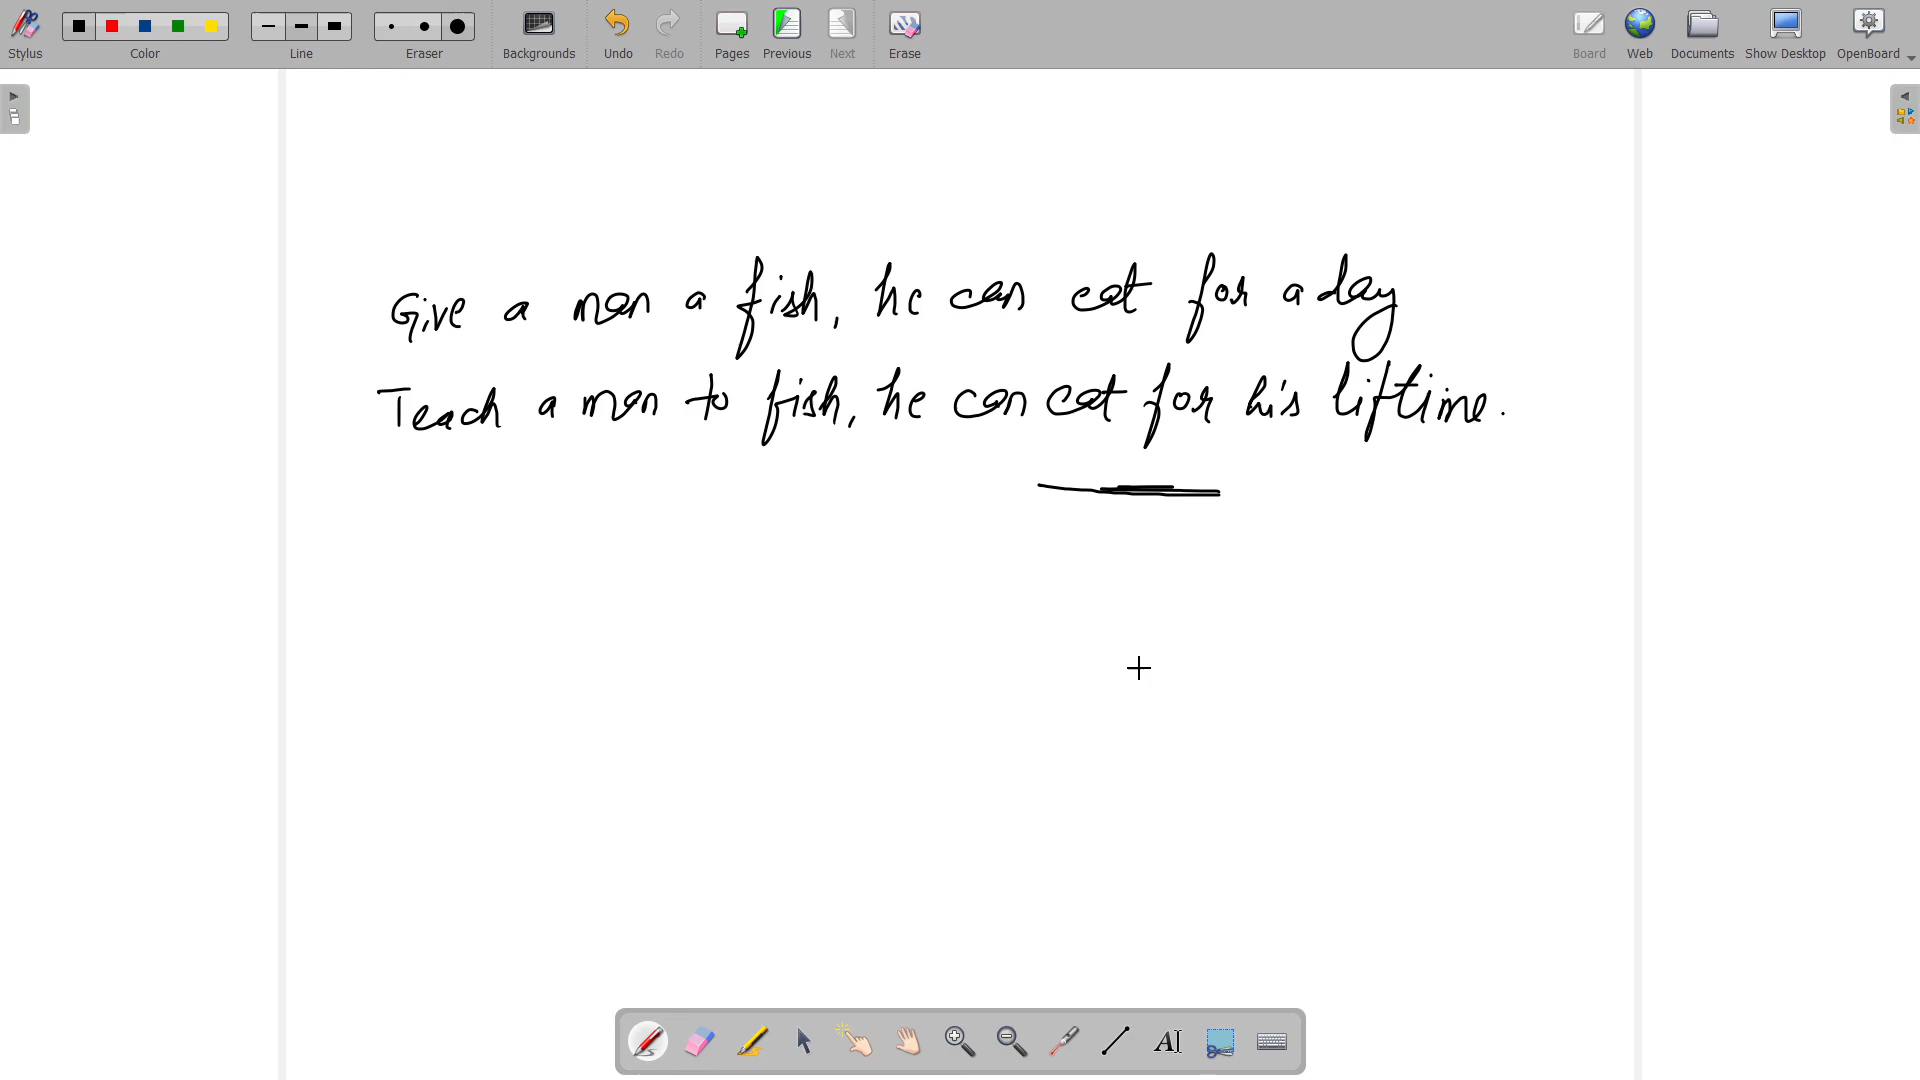 Stylus Color Line Eraser Backgrounds Undo Redo Pages Previous Next Erase Board Web Documents Show Desktop OpenBoard
Give a man a fish, he can eat for a day
Teach a man to fish, he can eat for his liftime.